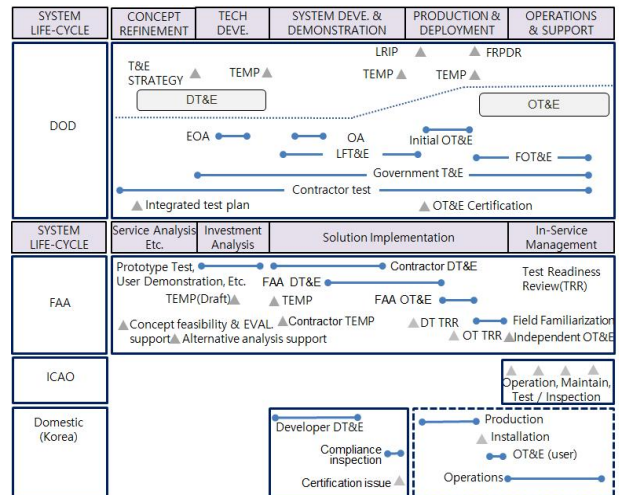 SYSTEM
LIFE-CYCLE
CONCEPT
REFINEMENT
TECH
DEVE.
SYSTEM DEVE. &
DEMONSTRATION
PRODUCTION &
DEPLOYMENT
OPERATIONS
& SUPPORT
DOD
LRIP
FRPDR
T&E
STRATEGY
TEMP
TEMP
TEMP
DT&E
OT&E
EOA
OA
Initial OT&E
LFT&E
FOT&E
Government T&E
Contractor test
Integrated test plan
OT&E Certification
SYSTEM
LIFE-CYCLE
Service Analysis
Etc.
Investment
Analysis
Solution Implementation
In-Service
Management
FAA
Prototype Test,
User Demonstration, Etc.
Contractor DT&E
FAA DT&E
Test Readiness
Review(TRR)
TEMP(Draft)
TEMP
FAA OT&E
Concept feasibility & EVAL.
support
Alternative analysis support
Contractor TEMP
DT TRR
Field Familiarization
OT TRR
Independent OT&E
ICAO
Operation, Maintain,
Test / Inspection
Domestic
(Korea)
Developer DT&E
Compliance
inspection
Certification issue
Production
Installation
OT&E (user)
Operations